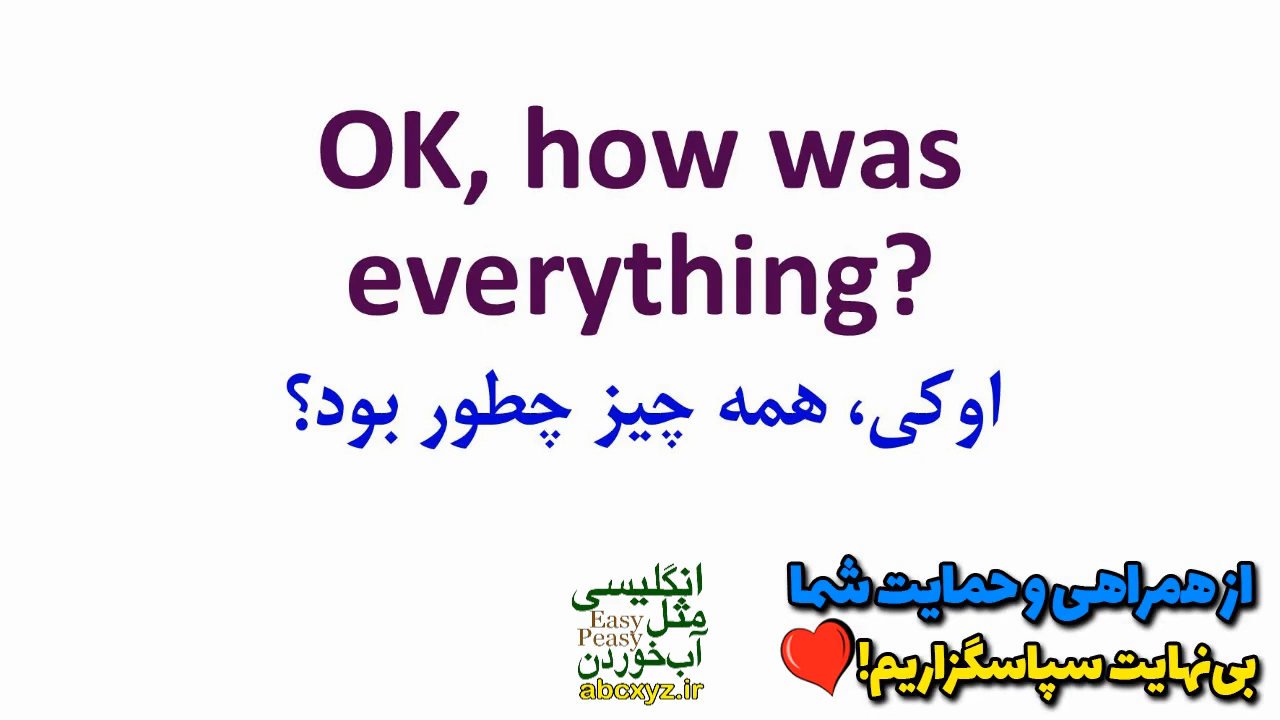 OK, how was
everything?
اوکی، همه چیز چطور بود؟
انگلیسی
مثل
Easy
Peasy
آب‌خوردن
abcxyz.ir
از همراهی و حمایت شما
بی‌نهایت سپاسگزاریم!